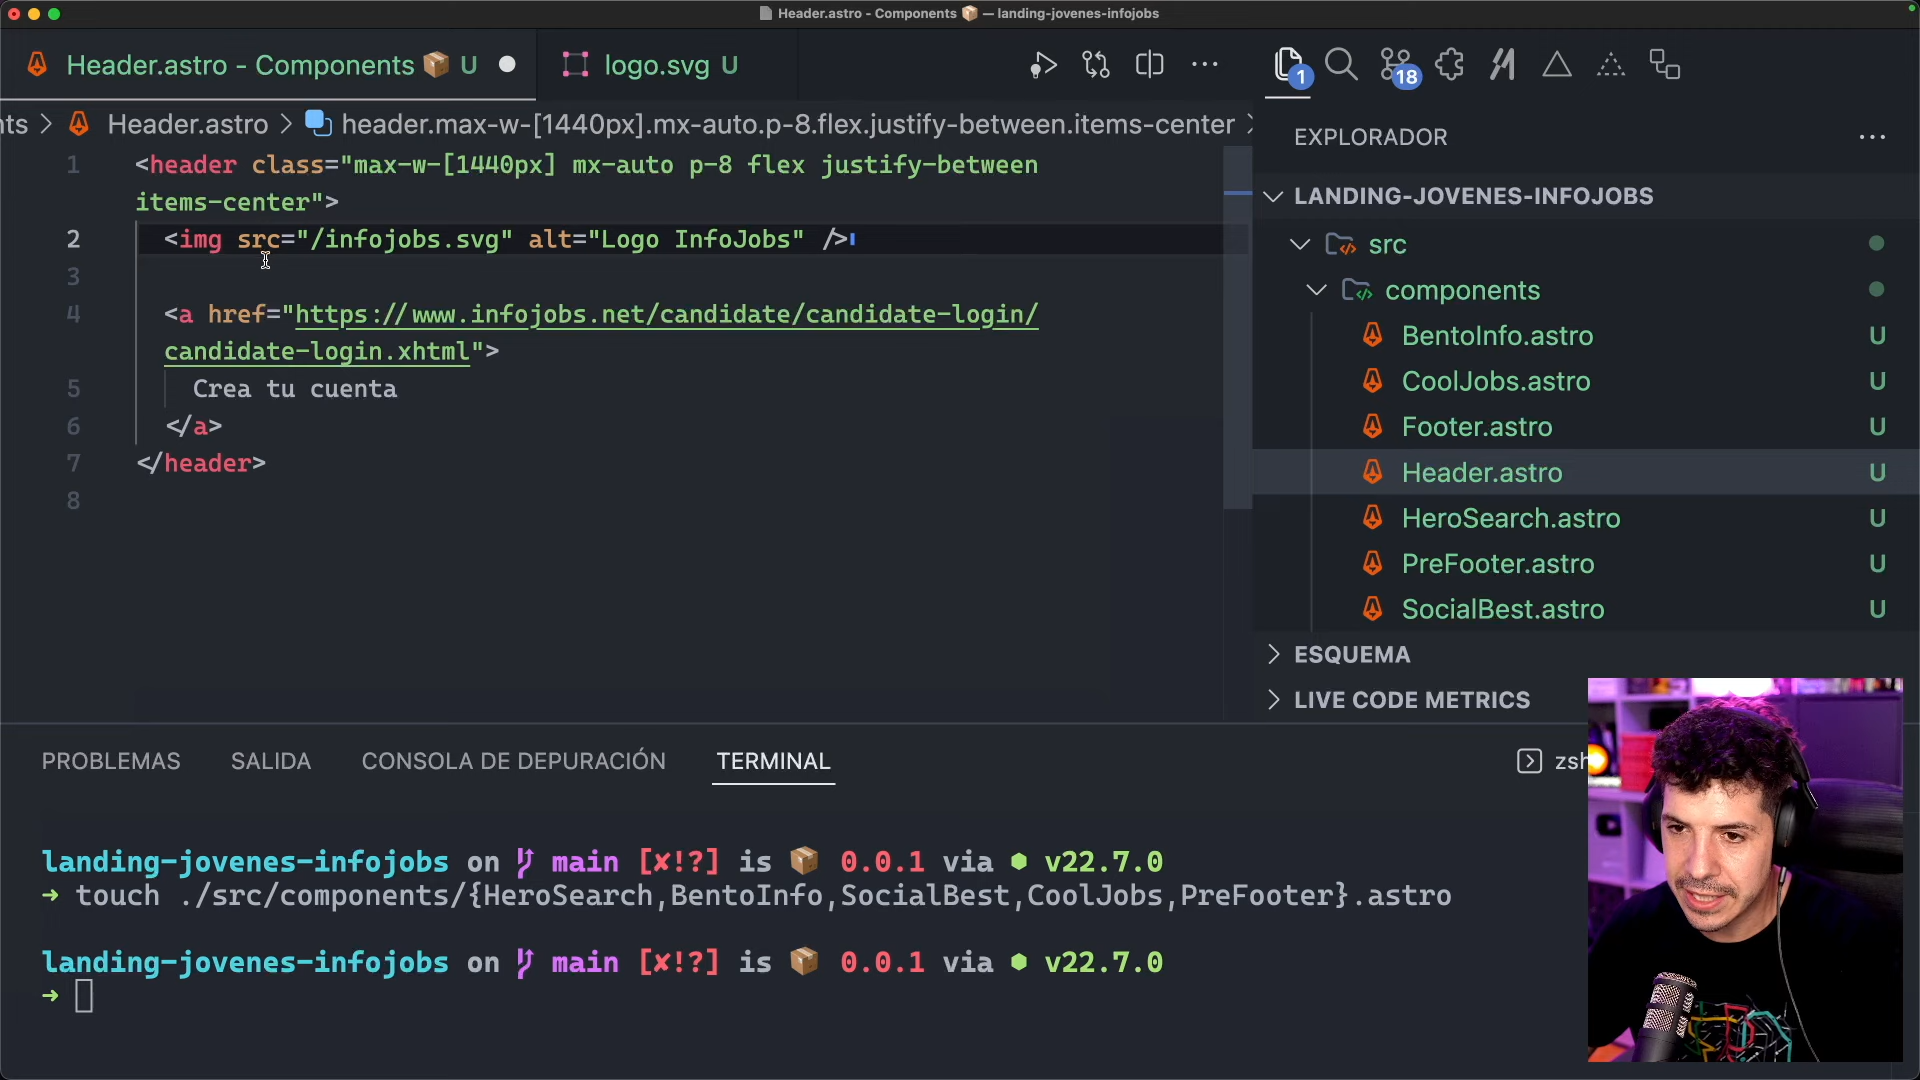 Header.astro - Components 📦 — landing-jovenes-infojobs
Header.astro - Components 📦 U
logo.svg U
1
18
nts > Header.astro > header.max-w-[1440px].mx-auto.p-8.flex.justify-between.items-center >
1 <header class="max-w-[1440px] mx-auto p-8 flex justify-between
items-center">
2 <img src="/infojobs.svg" alt="Logo InfoJobs" />
3
4 <a href="https://www.infojobs.net/candidate/candidate-login/
candidate-login.xhtml">
5 Crea tu cuenta
6 </a>
7 </header>
8
EXPLORADOR
LANDING-JOVENES-INFOJOBS
src
components
BentoInfo.astro U
CoolJobs.astro U
Footer.astro U
Header.astro U
HeroSearch.astro U
PreFooter.astro U
SocialBest.astro U
ESQUEMA
LIVE CODE METRICS
PROBLEMAS SALIDA CONSOLA DE DEPURACIÓN TERMINAL
zsh
landing-jovenes-infojobs on main [✘!?] is 📦 0.0.1 via v22.7.0
➜ touch ./src/components/{HeroSearch,BentoInfo,SocialBest,CoolJobs,PreFooter}.astro
landing-jovenes-infojobs on main [✘!?] is 📦 0.0.1 via v22.7.0
➜